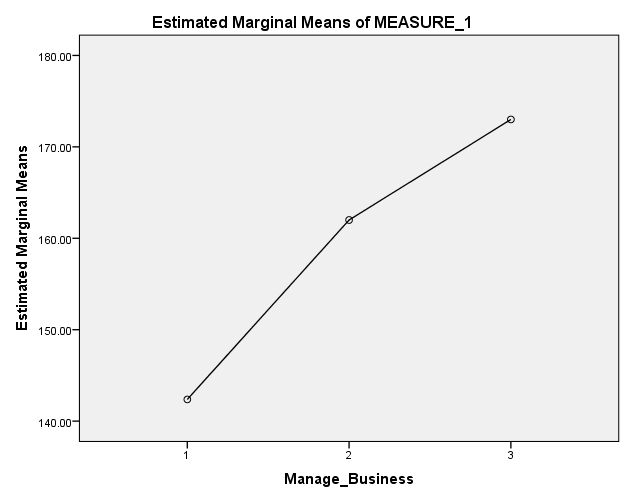 Estimated Marginal Means of MEASURE_1
180.00
170.00
160.00
150.00
140.00
Estimated Marginal Means
1
2
3
Manage_Business